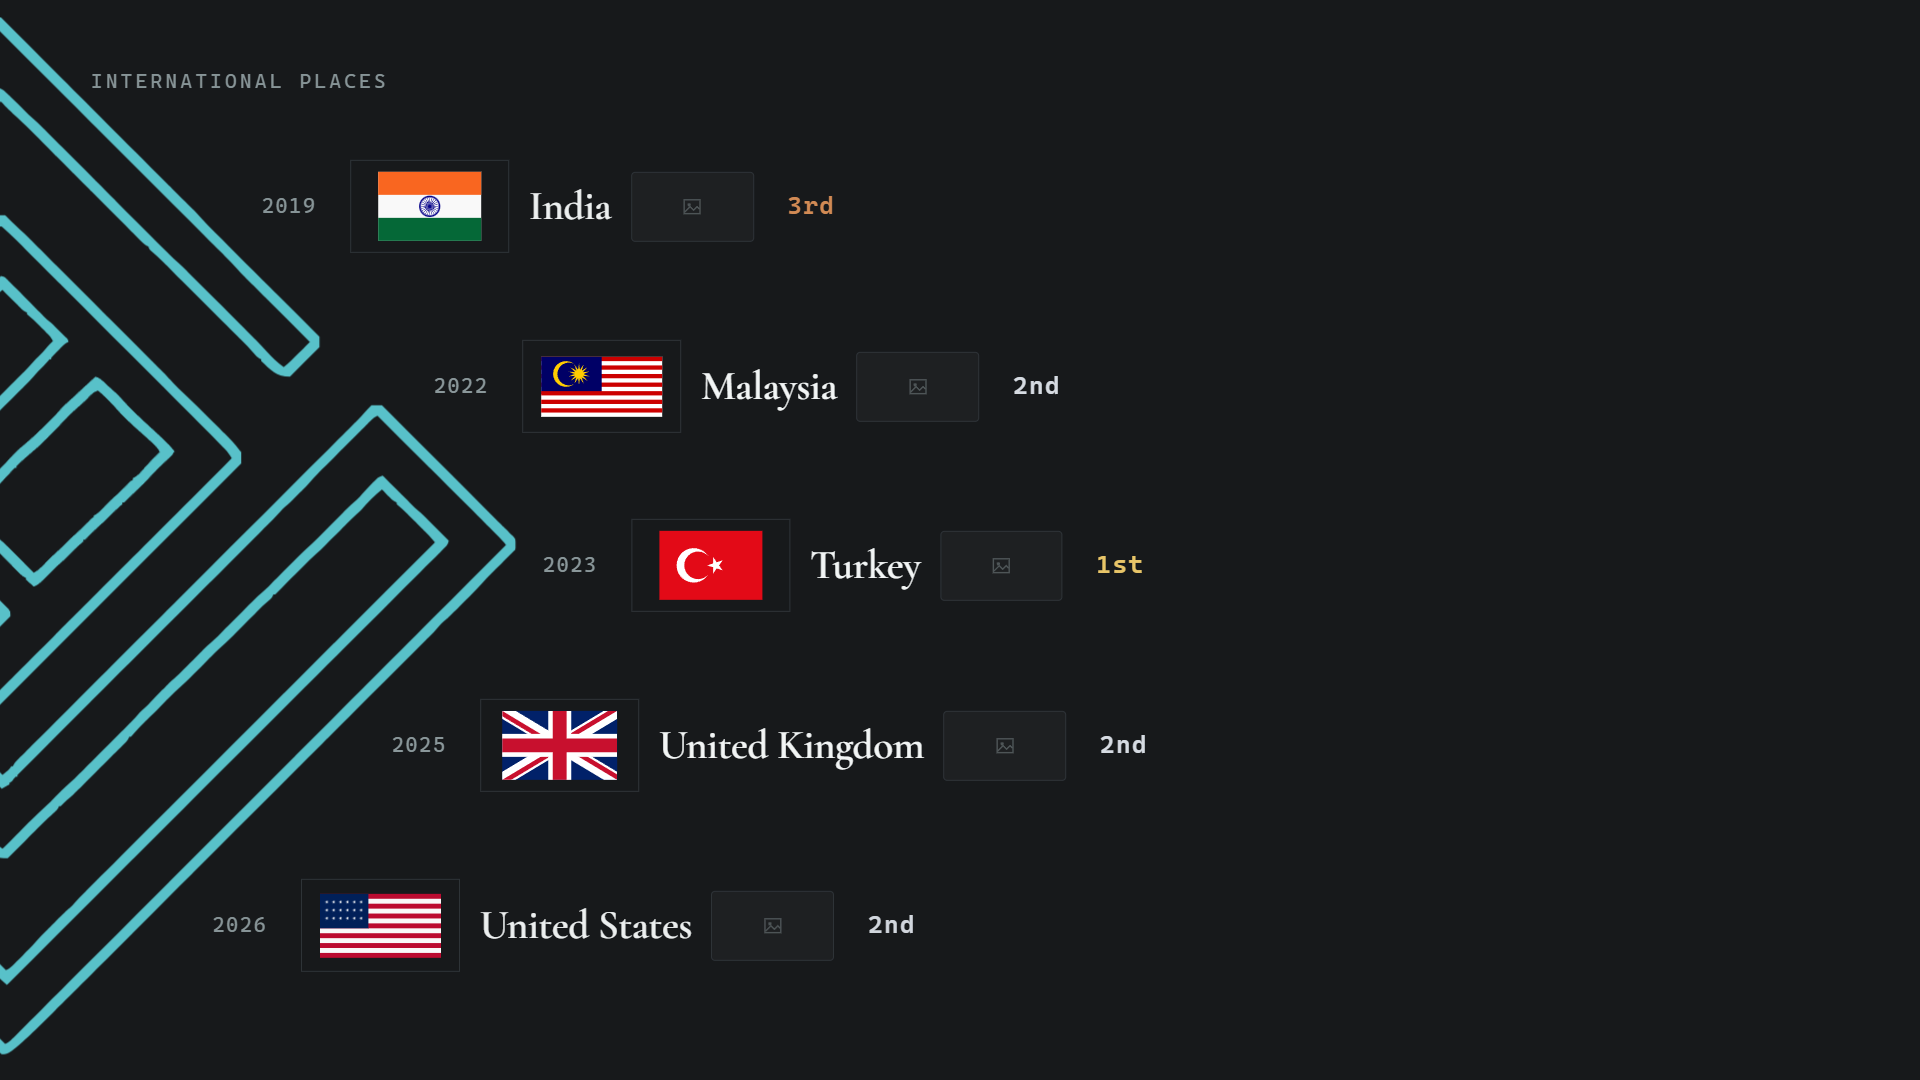 INTERNATIONAL PLACES
2019 India 3rd
2022 Malaysia 2nd
2023 Turkey 1st
2025 United Kingdom 2nd
2026 United States 2nd